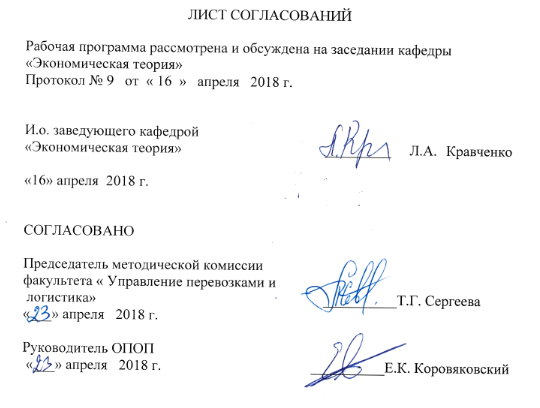 ЛИСТ СОГЛАСОВАНИЙ
Рабочая программа рассмотрена и обсуждена на заседании кафедры
«Экономическая теория»
Протокол № 9 от « 16 » апреля 2018 г.
И.о. заведующего кафедрой
«Экономическая теория» Л.А. Кравченко
«16» апреля 2018 г.
СОГЛАСОВАНО
Председатель методической комиссии
факультета « Управление перевозками и
логистика» Т.Г. Сергеева
«23» апреля 2018 г.
Руководитель ОПОП
«23» апреля 2018 г. Е.К. Коровяковский